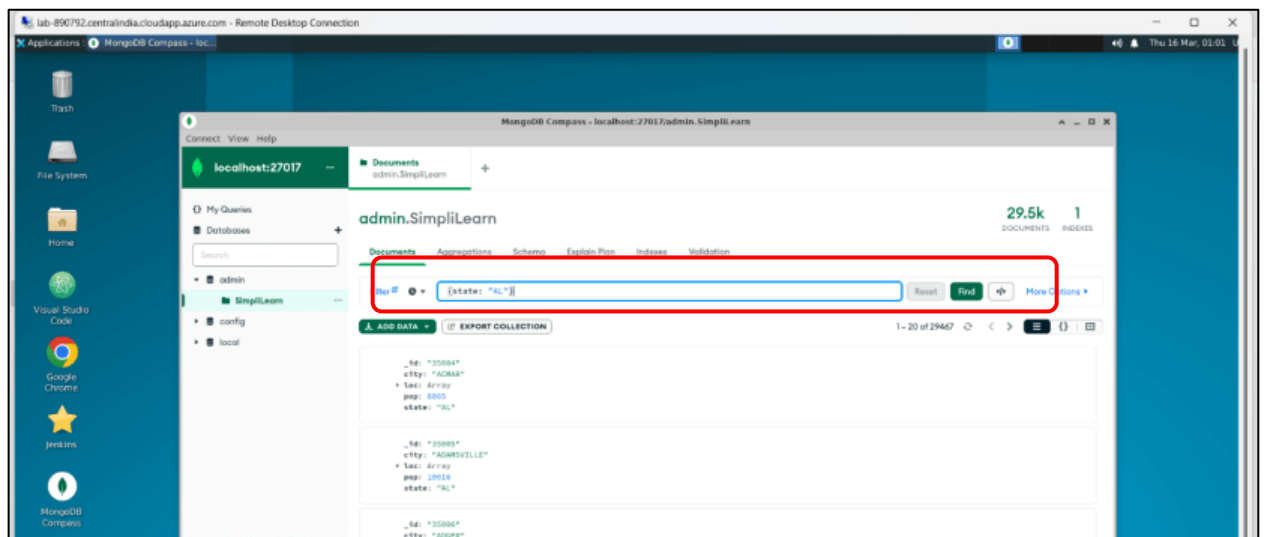 lab-890792.centralindia.cloudapp.azure.com - Remote Desktop Connection
Applications : MongoDB Compass - loc...
Thu 16 Mar, 01:01 U
Trash
File System
Home
Visual Studio
Code
Google
Chrome
Jenkins
MongoDB
Compass
MongoDB Compass - localhost:27017/admin.SimpliLearn
Connect View Help
localhost:27017
My Queries
Databases
Search
admin
SimpliLearn
config
local
Documents
admin.SimpliLearn
admin.SimpliLearn
29.5k
DOCUMENTS
1
INDEXES
Documents Aggregations Schema Explain Plan Indexes Validation
{state: "AL"}
Reset Find </> More Options
ADD DATA EXPORT COLLECTION
1 – 20 of 29467
_id: "35004"
city: "ACMAR"
loc: Array
pop: 6065
state: "AL"
_id: "35005"
city: "ADAMSVILLE"
loc: Array
pop: 10616
state: "AL"
_id: "35006"
city: "ADGER"